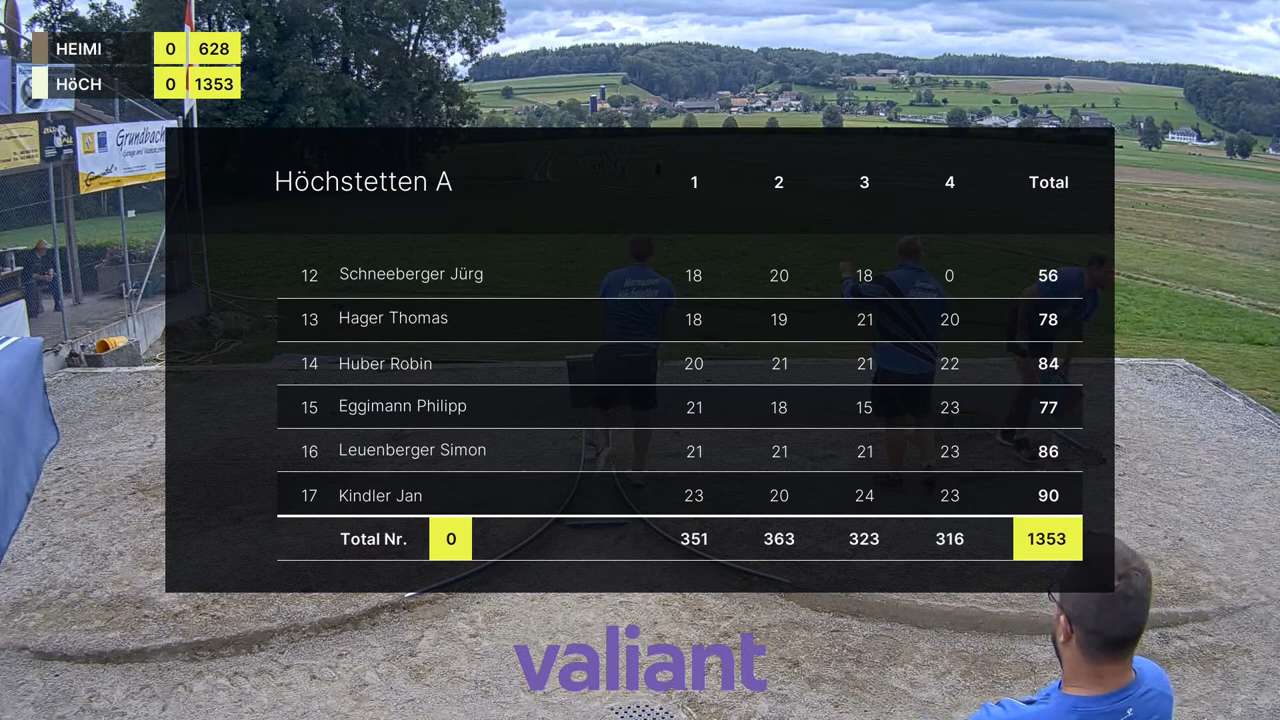 HEIMI 0 628
HöCH 0 1353
Grundbach
Höchstetten A 1 2 3 4 Total
12 Schneeberger Jürg 18 20 18 0 56
13 Hager Thomas 18 19 21 20 78
14 Huber Robin 20 21 21 22 84
15 Eggimann Philipp 21 18 15 23 77
16 Leuenberger Simon 21 21 21 23 86
17 Kindler Jan 23 20 24 23 90
Total Nr. 0 351 363 323 316 1353
valiant